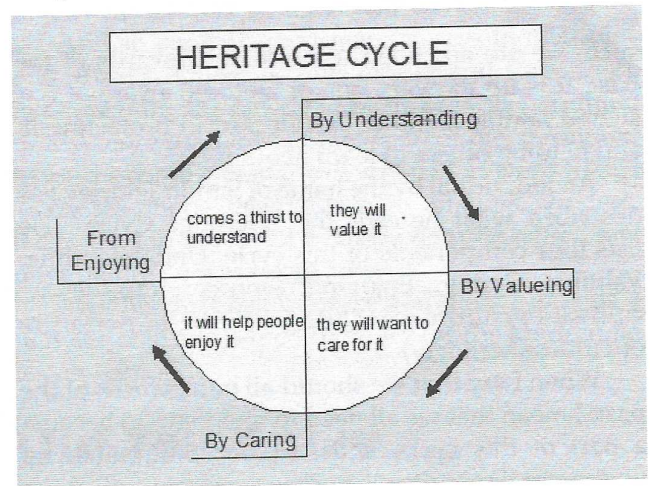 HERITAGE CYCLE
By Understanding
they will
value it
By Valueing
they will want to
care for it
By Caring
it will help people
enjoy it
From
Enjoying
comes a thirst to
understand